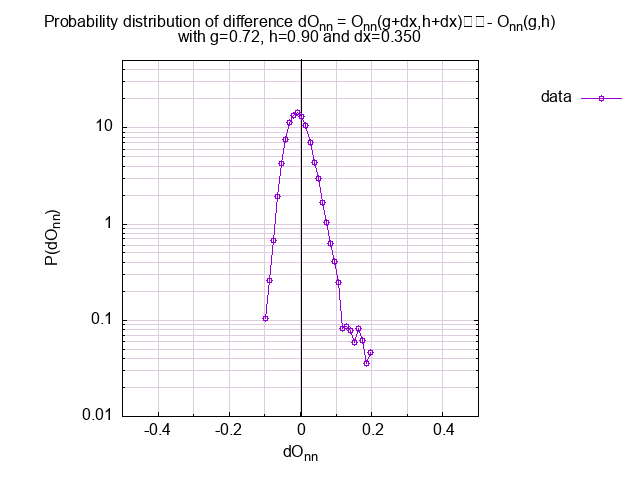 Probability distribution of difference dOnn = Onn(g+dx,h+dx)□□- Onn(g,h)
with g=0.72, h=0.90 and dx=0.350
data
10
1
0.1
0.01
P(dOnn)
-0.4 -0.2 0 0.2 0.4
dOnn